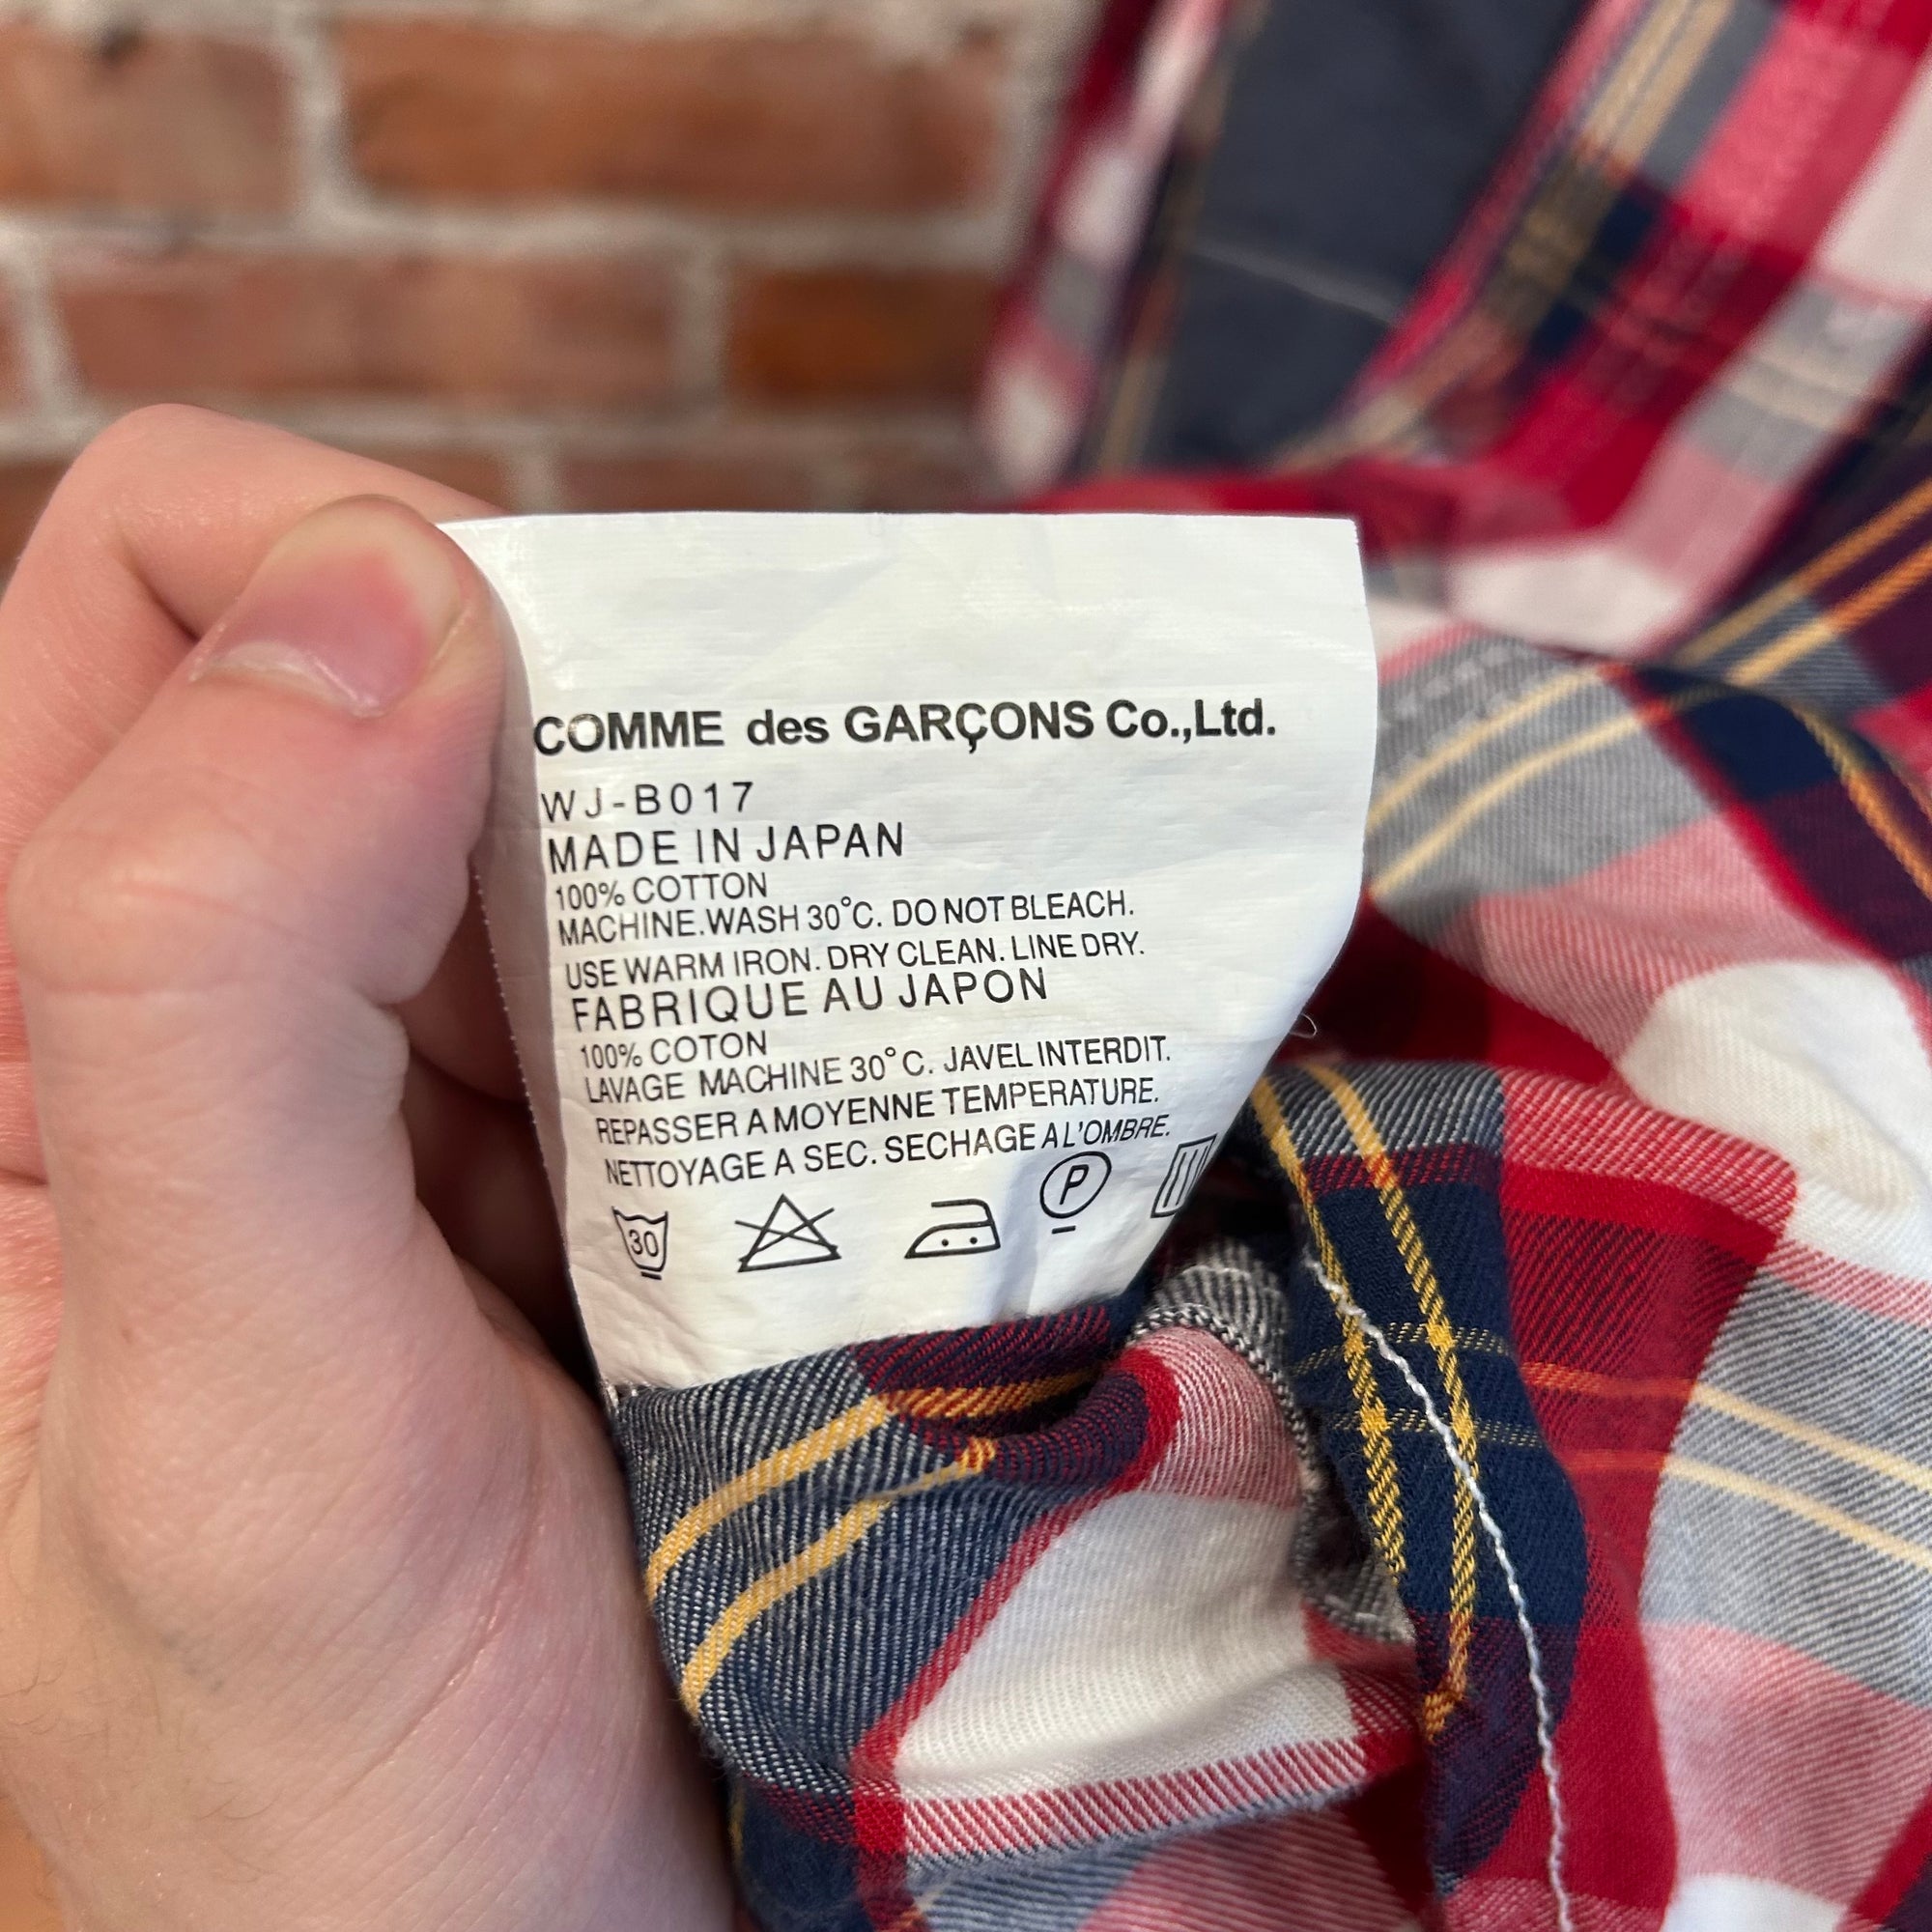 COMME des GARÇONS Co.,Ltd.
WJ-B017
MADE IN JAPAN
100% COTTON
MACHINE.WASH 30°C. DO NOT BLEACH.
USE WARM IRON. DRY CLEAN. LINE DRY.
FABRIQUE AU JAPON
100% COTON
LAVAGE MACHINE 30°C. JAVEL INTERDIT.
REPASSER A MOYENNE TEMPERATURE.
NETTOYAGE A SEC. SECHAGE A L'OMBRE.
30 P